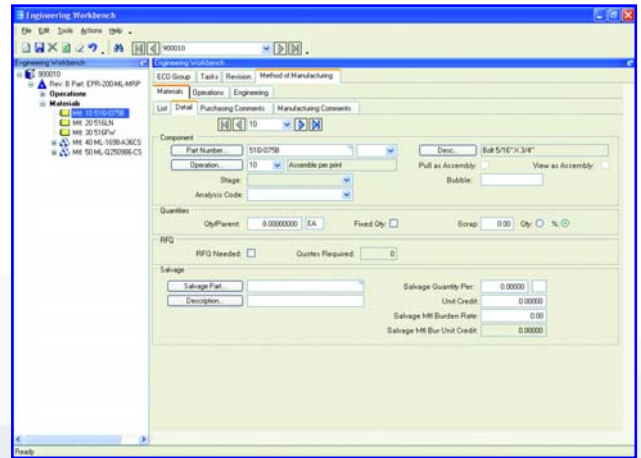 Engineering Workbench
File Edit Tools Actions Help
900010
Engineering Workbench
Engineering Workbench
900010
Rev: B Part: EPR-200-ML-MRP
Operations
Materials
Mtl: 10 516X075B
Mtl: 20 516LN
Mtl: 30 516FW
Mtl: 40 ML-1698-A36CS
Mtl: 50 ML-Q250986-CS
ECO Group Tasks Revision Method of Manufacturing
Materials Operations Engineering
List Detail Purchasing Comments Manufacturing Comments
10
Component
Part Number... 516X075B Desc... Bolt 5/16" X 3/4"
Operation... 10 Assemble per print Pull as Assembly: View as Assembly:
Stage: Bubble:
Analysis Code:
Quantities
Qty/Parent: 8.00000000 EA Fixed Qty: Scrap: 0.00 Qty: %:
RFQ
RFQ Needed: Quotes Required: 0
Salvage
Salvage Part... Salvage Quantity Per: 0.00000
Description... Unit Credit: 0.00000
Salvage Mtl Burden Rate: 0.00
Salvage Mtl Bur Unit Credit: 0.00000
Ready